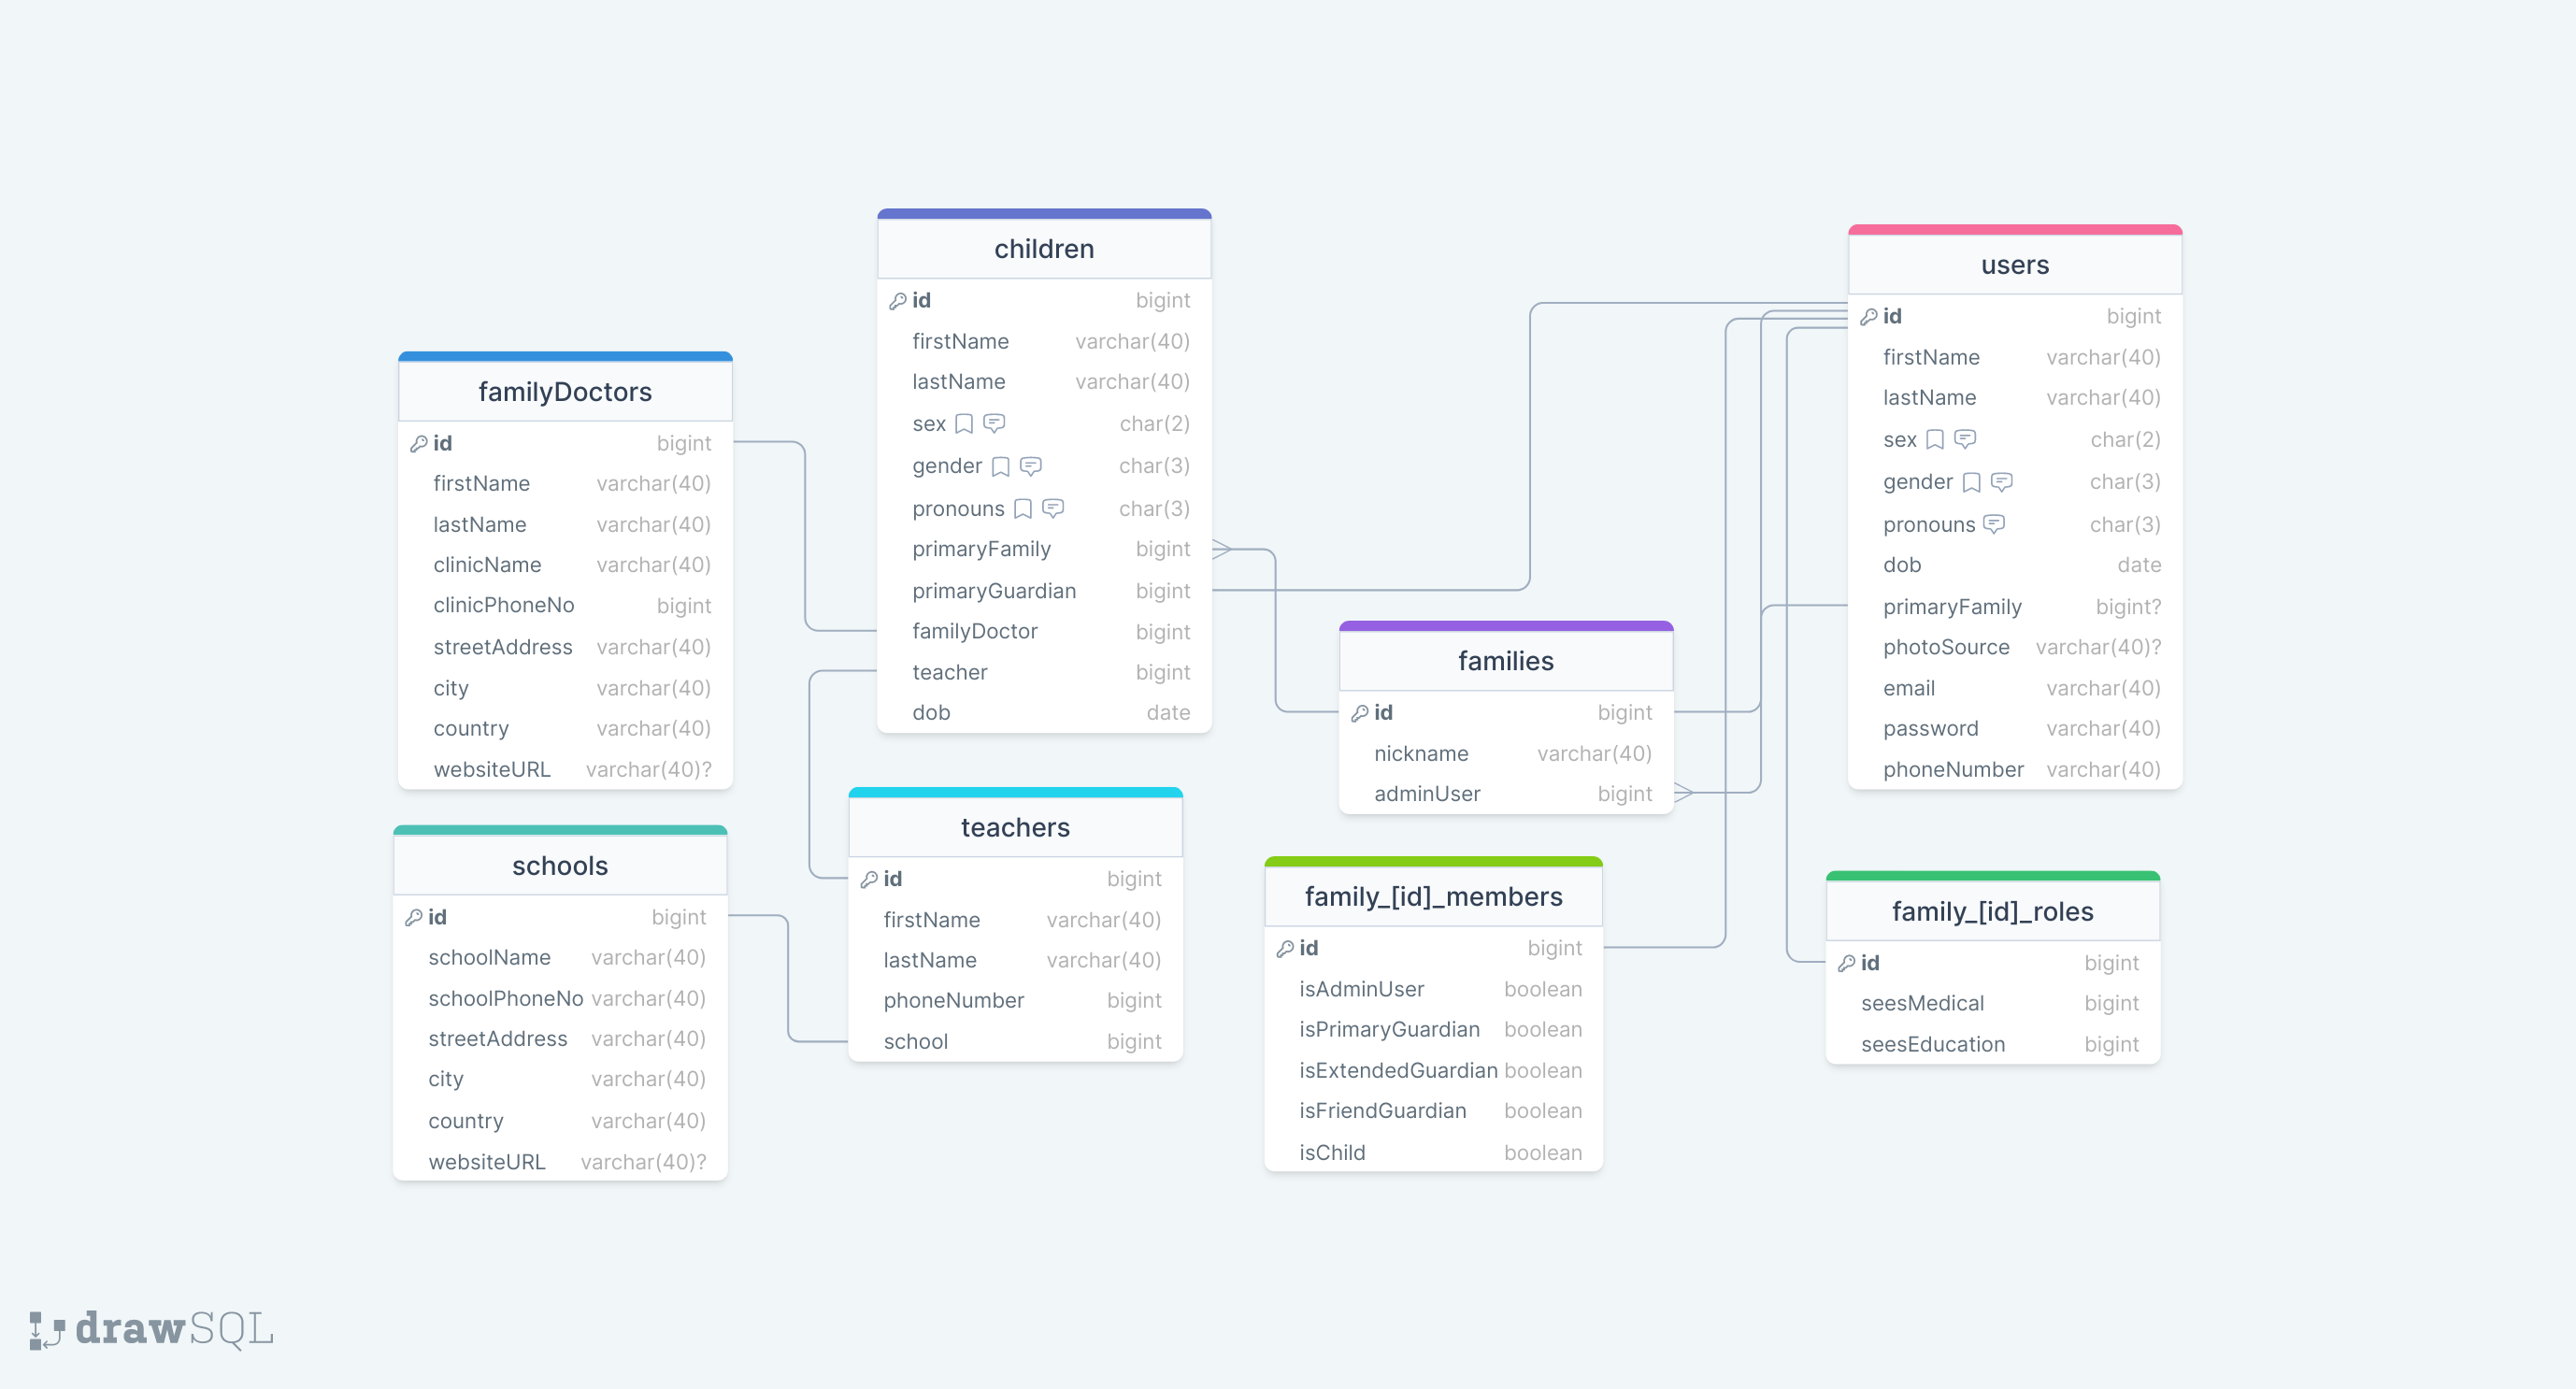 children
id bigint
firstName varchar(40)
lastName varchar(40)
sex char(2)
gender char(3)
pronouns char(3)
primaryFamily bigint
primaryGuardian bigint
familyDoctor bigint
teacher bigint
dob date
users
id bigint
firstName varchar(40)
lastName varchar(40)
sex char(2)
gender char(3)
pronouns char(3)
dob date
primaryFamily bigint?
photoSource varchar(40)?
email varchar(40)
password varchar(40)
phoneNumber varchar(40)
familyDoctors
id bigint
firstName varchar(40)
lastName varchar(40)
clinicName varchar(40)
clinicPhoneNo bigint
streetAddress varchar(40)
city varchar(40)
country varchar(40)
websiteURL varchar(40)?
families
id bigint
nickname varchar(40)
adminUser bigint
teachers
id bigint
firstName varchar(40)
lastName varchar(40)
phoneNumber bigint
school bigint
schools
id bigint
schoolName varchar(40)
schoolPhoneNo varchar(40)
streetAddress varchar(40)
city varchar(40)
country varchar(40)
websiteURL varchar(40)?
family_[id]_members
id bigint
isAdminUser boolean
isPrimaryGuardian boolean
isExtendedGuardian boolean
isFriendGuardian boolean
isChild boolean
family_[id]_roles
id bigint
seesMedical bigint
seesEducation bigint
drawSQL